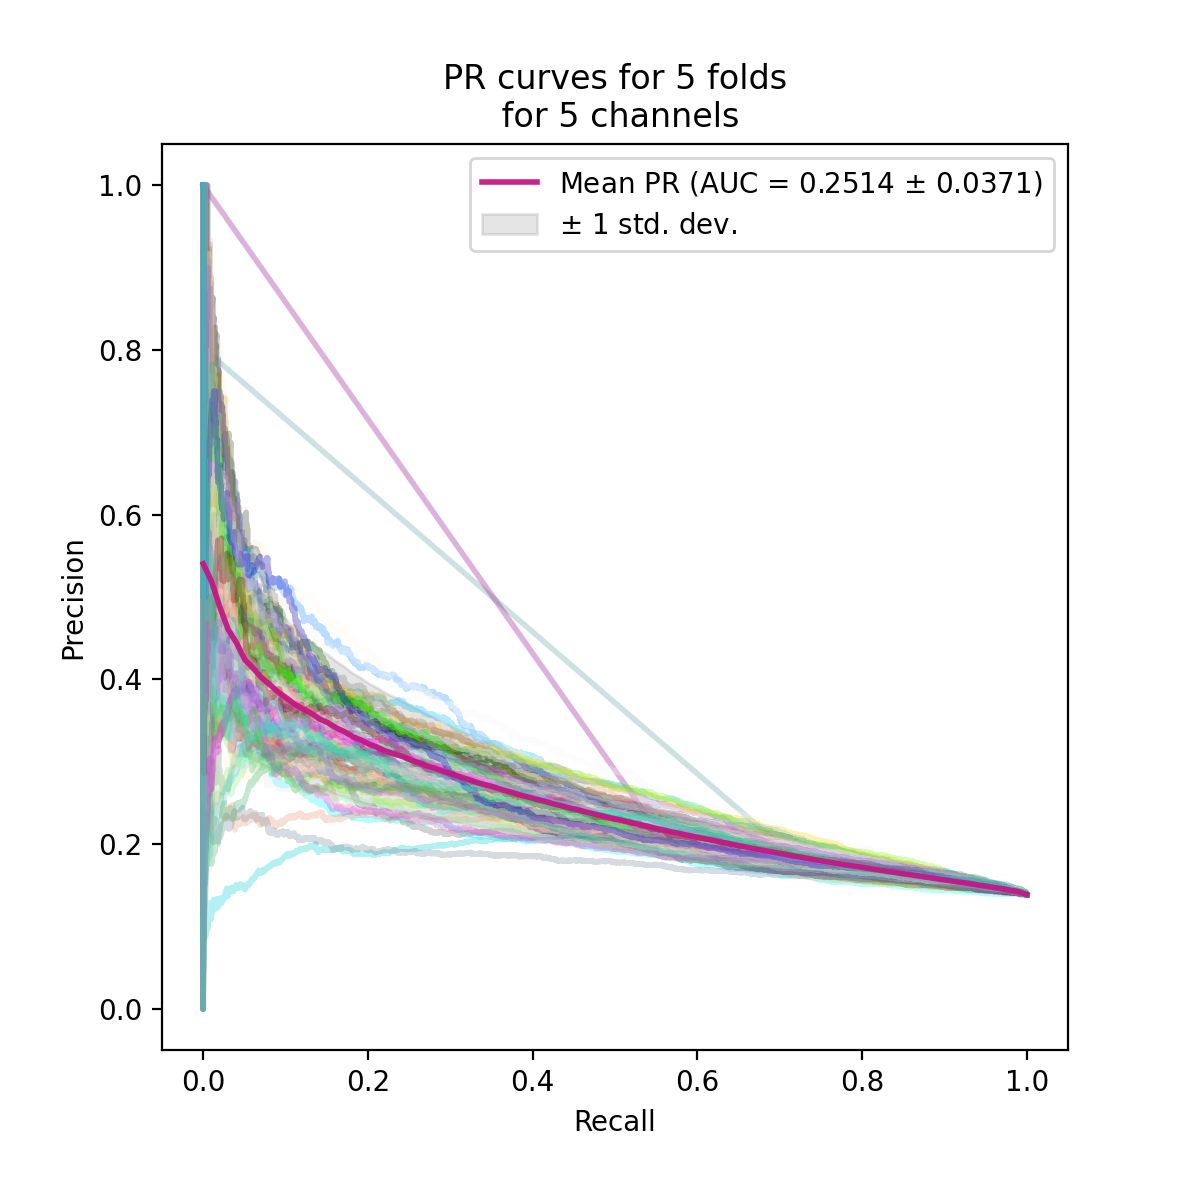 PR curves for 5 folds
for 5 channels
Mean PR (AUC = 0.2514 ± 0.0371)
± 1 std. dev.
1.0
0.8
0.6
0.4
0.2
0.0
Precision
0.0 0.2 0.4 0.6 0.8 1.0
Recall